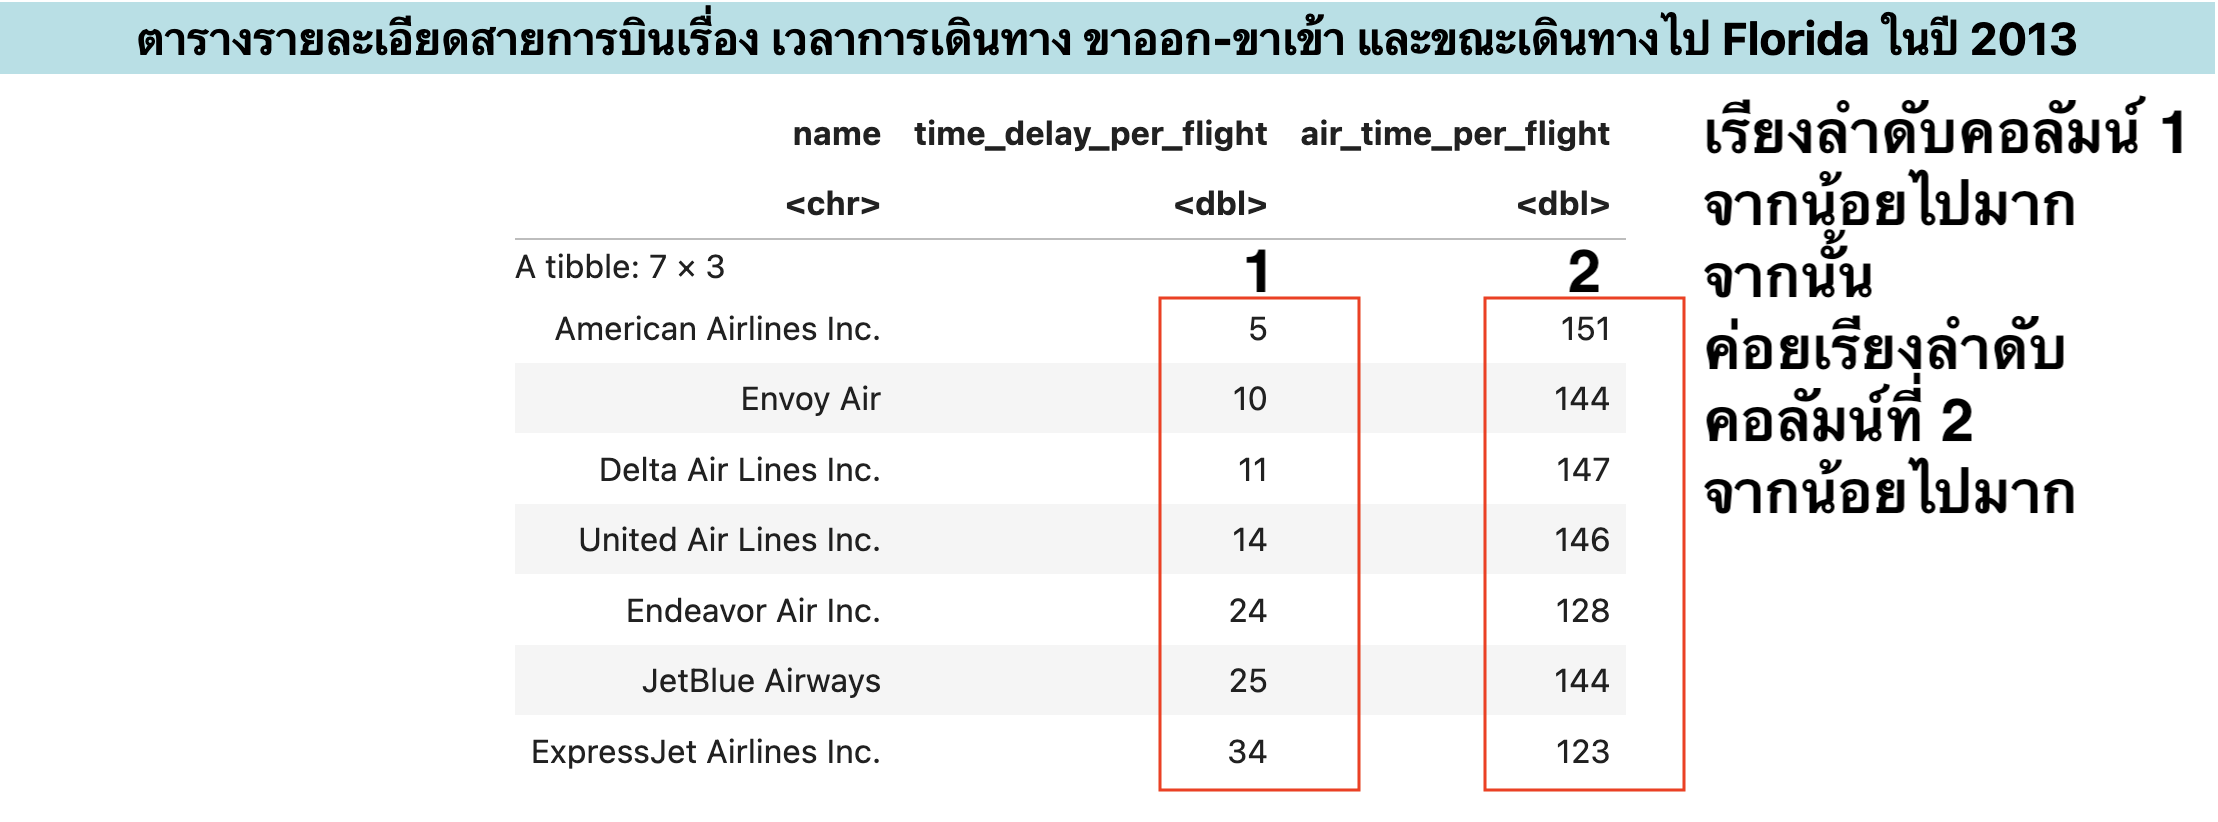 ตารางรายละเอียดสายการบินเรื่อง เวลาการเดินทาง ขาออก-ขาเข้า และขณะเดินทางไป Florida ในปี 2013
name time_delay_per_flight air_time_per_flight
<chr> <dbl> <dbl>
A tibble: 7 × 3 1 2
American Airlines Inc. 5 151
Envoy Air 10 144
Delta Air Lines Inc. 11 147
United Air Lines Inc. 14 146
Endeavor Air Inc. 24 128
JetBlue Airways 25 144
ExpressJet Airlines Inc. 34 123
เรียงลำดับคอลัมน์ 1
จากน้อยไปมาก
จากนั้น
ค่อยเรียงลำดับ
คอลัมน์ที่ 2
จากน้อยไปมาก